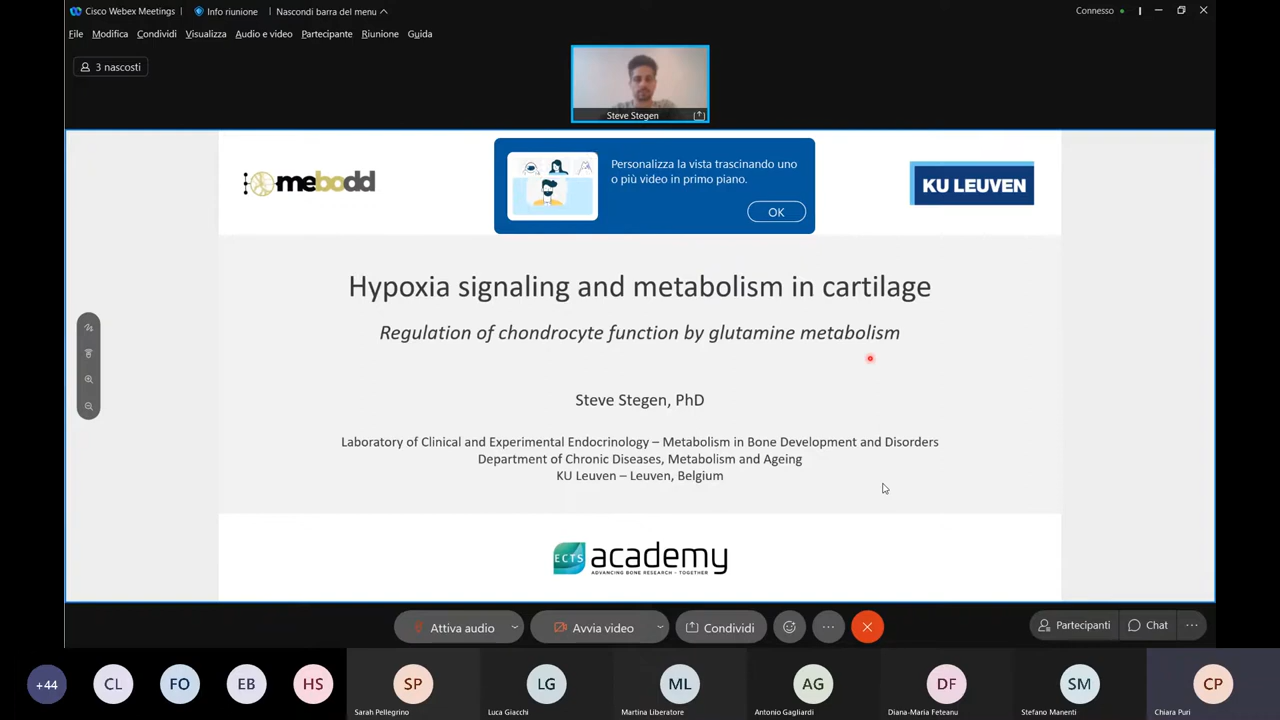 Cisco Webex Meetings
Info riunione
Nascondi barra del menu
Connesso
File Modifica Condividi Visualizza Audio e video Partecipante Riunione Guida
3 nascosti
Steve Stegen
mebodd
Personalizza la vista trascinando uno
o più video in primo piano.
OK
KU LEUVEN
Hypoxia signaling and metabolism in cartilage
Regulation of chondrocyte function by glutamine metabolism
Steve Stegen, PhD
Laboratory of Clinical and Experimental Endocrinology – Metabolism in Bone Development and Disorders
Department of Chronic Diseases, Metabolism and Ageing
KU Leuven – Leuven, Belgium
ECTS academy
ADVANCING BONE RESEARCH - TOGETHER
Attiva audio
Avvia video
Condividi
Partecipanti
Chat
+44 CL FO EB HS SP LG ML AG DF SM CP
Sarah Pellegrino
Luca Giacchi
Martina Liberatore
Antonio Gagliardi
Diana-Maria Feteanu
Stefano Manenti
Chiara Puri